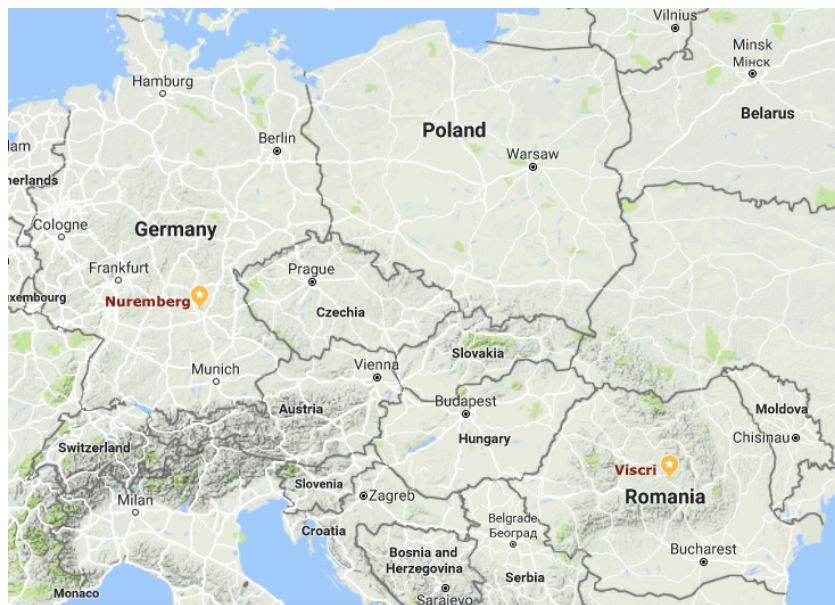 Vilnius
Minsk
Мінск
Hamburg
Belarus
Poland
Berlin
am
Warsaw
herlands
Cologne
Germany
Frankfurt
Prague
xembourg
Nuremberg
Czechia
Slovakia
Munich
Vienna
Austria
Budapest
Moldova
Hungary
Chisinau
Switzerland
Viscri
Slovenia
Zagreb
Romania
Milan
Croatia
Belgrade
Београд
Bosnia and
Herzegovina
Bucharest
Serbia
Monaco
Sarajevo